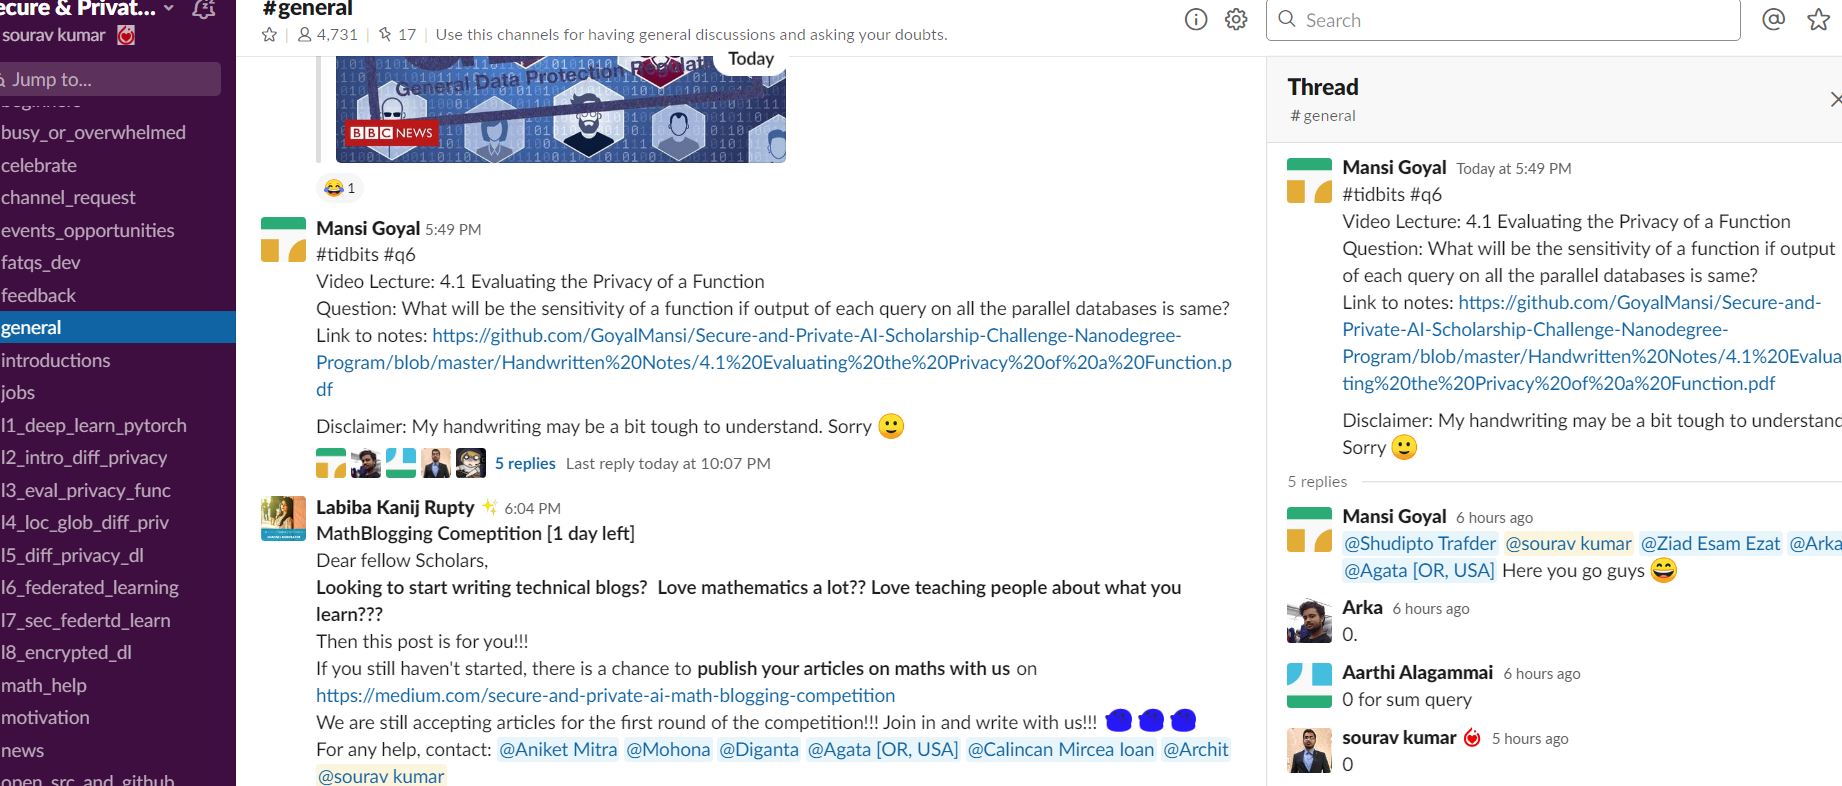 ecure & Privat...
sourav kumar
Jump to...
beginners
busy_or_overwhelmed
celebrate
channel_request
events_opportunities
fatqs_dev
feedback
general
introductions
jobs
l1_deep_learn_pytorch
l2_intro_diff_privacy
l3_eval_privacy_func
l4_loc_glob_diff_priv
l5_diff_privacy_dl
l6_federated_learning
l7_sec_federtd_learn
l8_encrypted_dl
math_help
motivation
news
open_src_and_github
#general
4,731 | 17 | Use this channels for having general discussions and asking your doubts.
Search
Today
General Data Protection Regulat
BBC NEWS
1
Mansi Goyal 5:49 PM
#tidbits #q6
Video Lecture: 4.1 Evaluating the Privacy of a Function
Question: What will be the sensitivity of a function if output of each query on all the parallel databases is same?
Link to notes: https://github.com/GoyalMansi/Secure-and-Private-AI-Scholarship-Challenge-Nanodegree-
Program/blob/master/Handwritten%20Notes/4.1%20Evaluating%20the%20Privacy%20of%20a%20Function.p
df
Disclaimer: My handwriting may be a bit tough to understand. Sorry
5 replies Last reply today at 10:07 PM
Labiba Kanij Rupty 6:04 PM
MathBlogging Comeptition [1 day left]
Dear fellow Scholars,
Looking to start writing technical blogs? Love mathematics a lot?? Love teaching people about what you
learn???
Then this post is for you!!!
If you still haven't started, there is a chance to publish your articles on maths with us on
https://medium.com/secure-and-private-ai-math-blogging-competition
We are still accepting articles for the first round of the competition!!! Join in and write with us!!!
For any help, contact: @Aniket Mitra @Mohona @Diganta @Agata [OR, USA] @Calincan Mircea Ioan @Archit
@sourav kumar
Thread
# general
Mansi Goyal Today at 5:49 PM
#tidbits #q6
Video Lecture: 4.1 Evaluating the Privacy of a Function
Question: What will be the sensitivity of a function if output
of each query on all the parallel databases is same?
Link to notes: https://github.com/GoyalMansi/Secure-and-
Private-AI-Scholarship-Challenge-Nanodegree-
Program/blob/master/Handwritten%20Notes/4.1%20Evalua
ting%20the%20Privacy%20of%20a%20Function.pdf
Disclaimer: My handwriting may be a bit tough to understand
Sorry
5 replies
Mansi Goyal 6 hours ago
@Shudipto Trafder @sourav kumar @Ziad Esam Ezat @Arka
@Agata [OR, USA] Here you go guys
Arka 6 hours ago
0.
Aarthi Alagammai 6 hours ago
0 for sum query
sourav kumar 5 hours ago
0